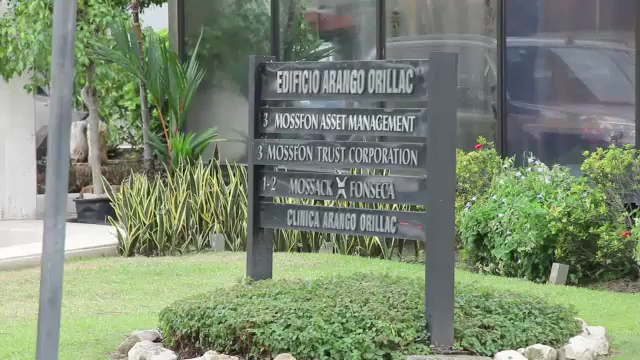 EDIFICIO ARANGO ORILLAC
3 MOSSFON ASSET MANAGEMENT
3 MOSSFON TRUST CORPORATION
1-2 MOSSACK FONSECA
CLINICA ARANGO ORILLAC